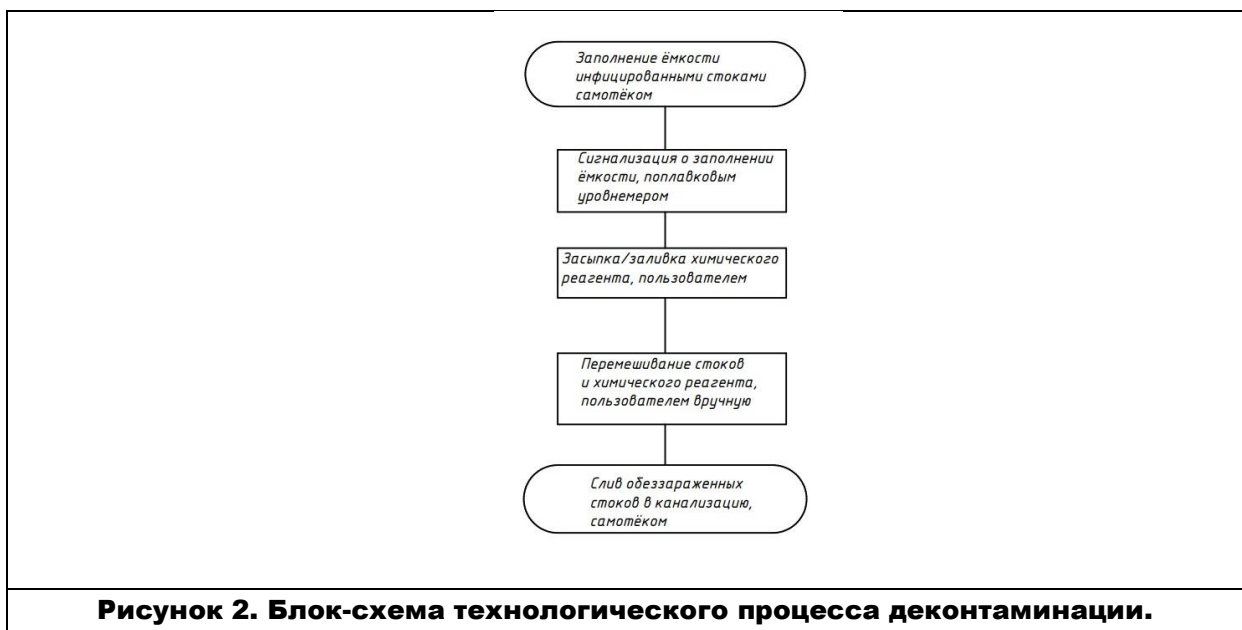 Заполнение ёмкости
инфицированными стоками
самотёком
Сигнализация о заполнении
ёмкости, поплавковым
уровнемером
Засыпка/заливка химического
реагента, пользователем
Перемешивание стоков
и химического реагента,
пользователем вручную
Слив обеззараженных
стоков в канализацию,
самотёком
Рисунок 2. Блок-схема технологического процесса деконтаминации.